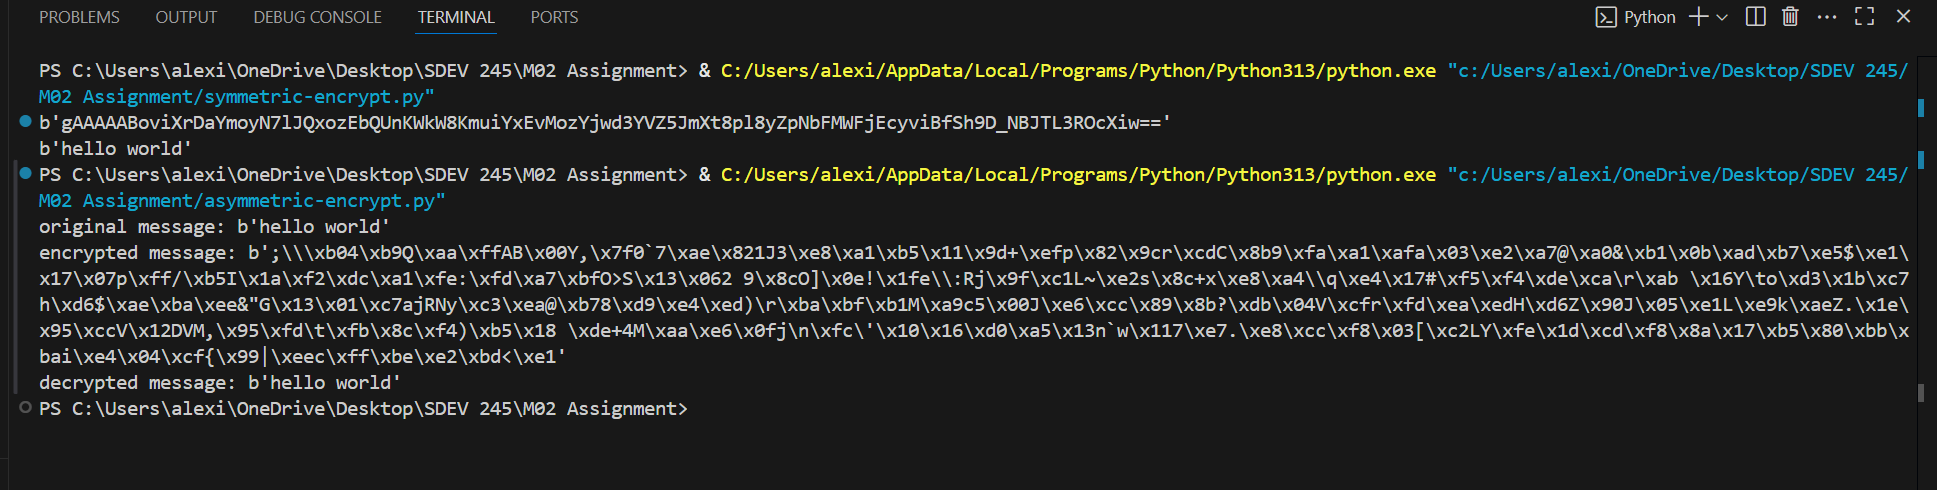 PROBLEMS OUTPUT DEBUG CONSOLE TERMINAL PORTS Python
PS C:\Users\alexi\OneDrive\Desktop\SDEV 245\M02 Assignment> & C:/Users/alexi/AppData/Local/Programs/Python/Python313/python.exe "c:/Users/alexi/OneDrive/Desktop/SDEV 245/
M02 Assignment/symmetric-encrypt.py"
b'gAAAAABoviXrDaYmoyN7lJQxozEbQUnKWkW8KmuiYxEvMozYjwd3YVZ5JmXt8pl8yZpNbFMWFjEcyviBfSh9D_NBJTL3ROcXiw=='
b'hello world'
PS C:\Users\alexi\OneDrive\Desktop\SDEV 245\M02 Assignment> & C:/Users/alexi/AppData/Local/Programs/Python/Python313/python.exe "c:/Users/alexi/OneDrive/Desktop/SDEV 245/
M02 Assignment/asymmetric-encrypt.py"
original message: b'hello world'
encrypted message: b';\\\xb04\xb9Q\xaa\xffAB\x00Y,\x7f0`7\xae\x821J3\xe8\xa1\xb5\x11\x9d+\xefp\x82\x9cr\xcdC\x8b9\xfa\xa1\xafa\x03\xe2\xa7@\xa0&\xb1\x0b\xad\xb7\xe5$\xe1\
x17\x07p\xff/\xb5I\x1a\xf2\xdc\xa1\xfe:\xfd\xa7\xbfO>S\x13\x062 9\x8cO]\x0e!\x1fe\\:Rj\x9f\xc1L~\xe2s\x8c+x\xe8\xa4\\q\xe4\x17#\xf5\xf4\xde\xca\r\xab \x16Y\to\xd3\x1b\xc7
h\xd6$\xae\xba\xee&"G\x13\x01\xc7ajRNy\xc3\xea@\xb78\xd9\xe4\xed)\r\xba\xbf\xb1M\xa9c5\x00J\xe6\xcc\x89\x8b?\xdb\x04V\xcfr\xfd\xea\xedH\xd6Z\x90J\x05\xe1L\xe9k\xaeZ.\x1e\
x95\xccV\x12DVM,\x95\xfd\t\xfb\x8c\xf4)\xb5\x18 \xde+4M\xaa\xe6\x0fj\n\xfc\'\x10\x16\xd0\xa5\x13n`w\x117\xe7.\xe8\xcc\xf8\x03[\xc2LY\xfe\x1d\xcd\xf8\x8a\x17\xb5\x80\xbb\x
bai\xe4\x04\xcf{\x99|\xeec\xff\xbe\xe2\xbd<\xe1'
decrypted message: b'hello world'
PS C:\Users\alexi\OneDrive\Desktop\SDEV 245\M02 Assignment>